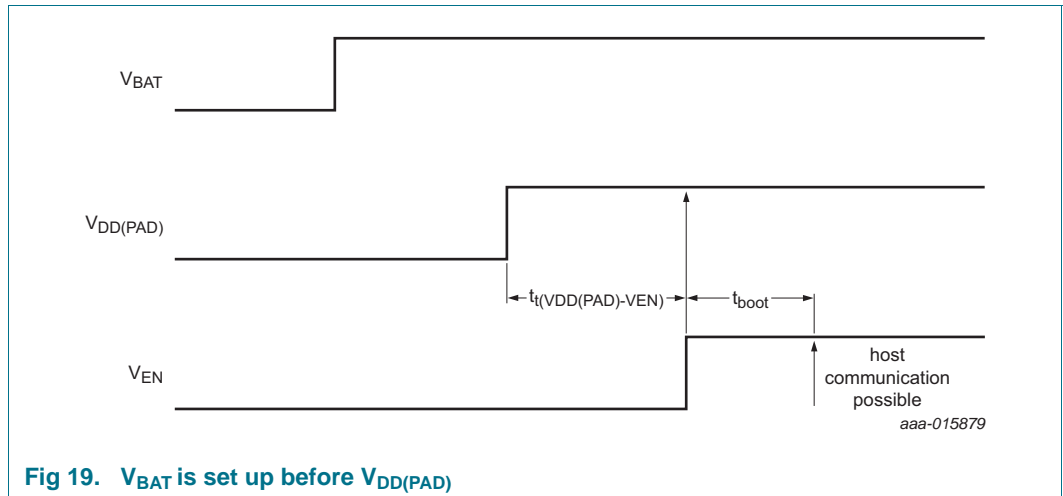 VBAT
VDD(PAD)
tt(VDD(PAD)-VEN)
tboot
VEN
host
communication
possible
aaa-015879
Fig 19. VBAT is set up before VDD(PAD)